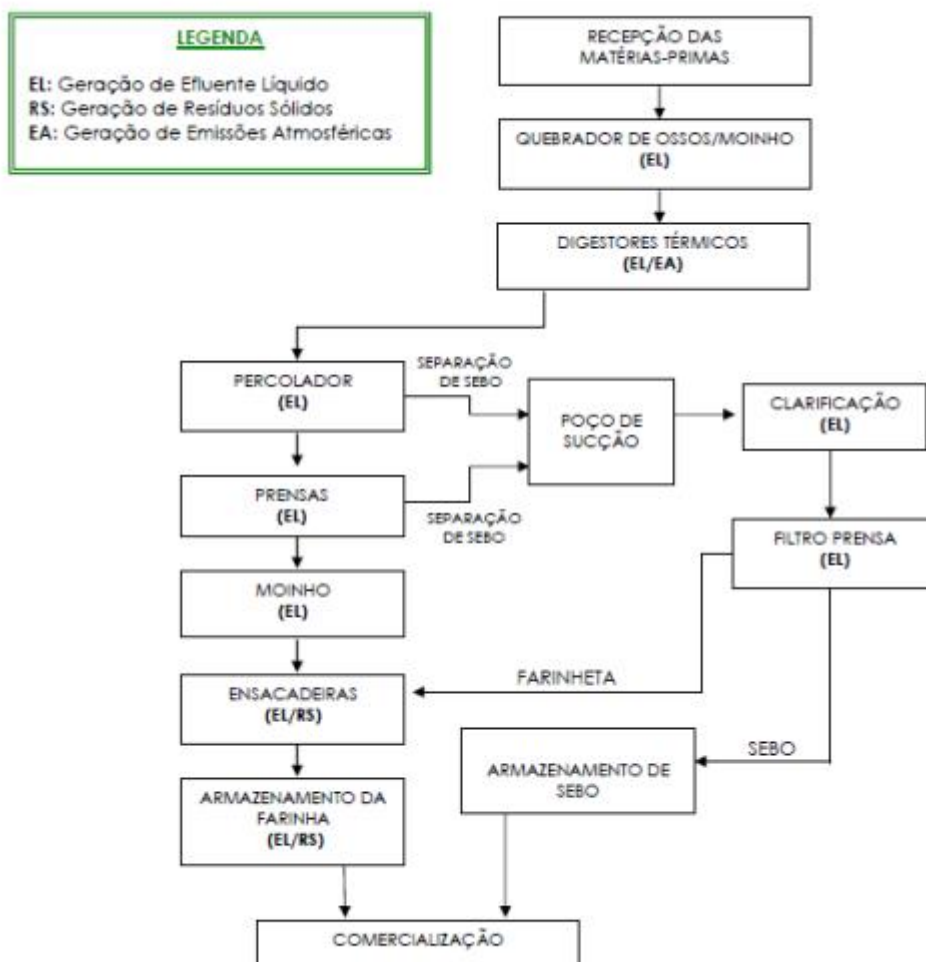 LEGENDA
EL: Geração de Efluente Líquido
RS: Geração de Resíduos Sólidos
EA: Geração de Emissões Atmosféricas
RECEPÇÃO DAS
MATÉRIAS-PRIMAS
QUEBRADOR DE OSSOS/MOINHO
(EL)
DIGESTORES TÉRMICOS
(EL/EA)
PERCOLADOR
(EL)
SEPARAÇÃO
DE SEBO
POÇO DE
SUCÇÃO
CLARIFICAÇÃO
(EL)
PRENSAS
(EL)
SEPARAÇÃO
DE SEBO
FILTRO PRENSA
(EL)
MOINHO
(EL)
FARINHETA
ENSACADEIRAS
(EL/RS)
SEBO
ARMAZENAMENTO DE
SEBO
ARMAZENAMENTO DA
FARINHA
(EL/RS)
COMERCIALIZAÇÃO